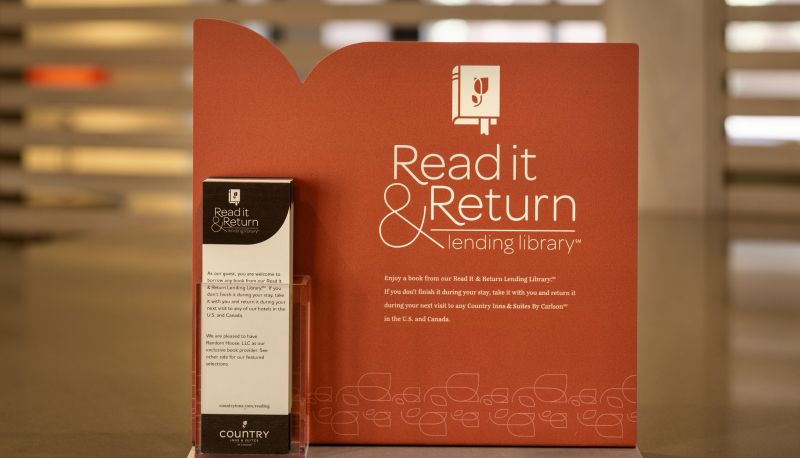 Read it
& Return
lending library℠
Enjoy a book from our Read It & Return Lending Library.℠
If you don't finish it during your stay, take it with you and return it
during your next visit to any Country Inns & Suites By Carlson℠
in the U.S. and Canada.
Read it
& Return
lending library℠
As our guest, you are welcome to
borrow any book from our Read It
& Return Lending Library℠. If you
don't finish it during your stay, take
it with you and return it during your
next visit to any of our hotels in the
U.S. and Canada.
We are pleased to have
Random House, LLC as our
exclusive book provider. See
other side for our featured
selections.
countryinns.com/reading
COUNTRY
INNS & SUITES